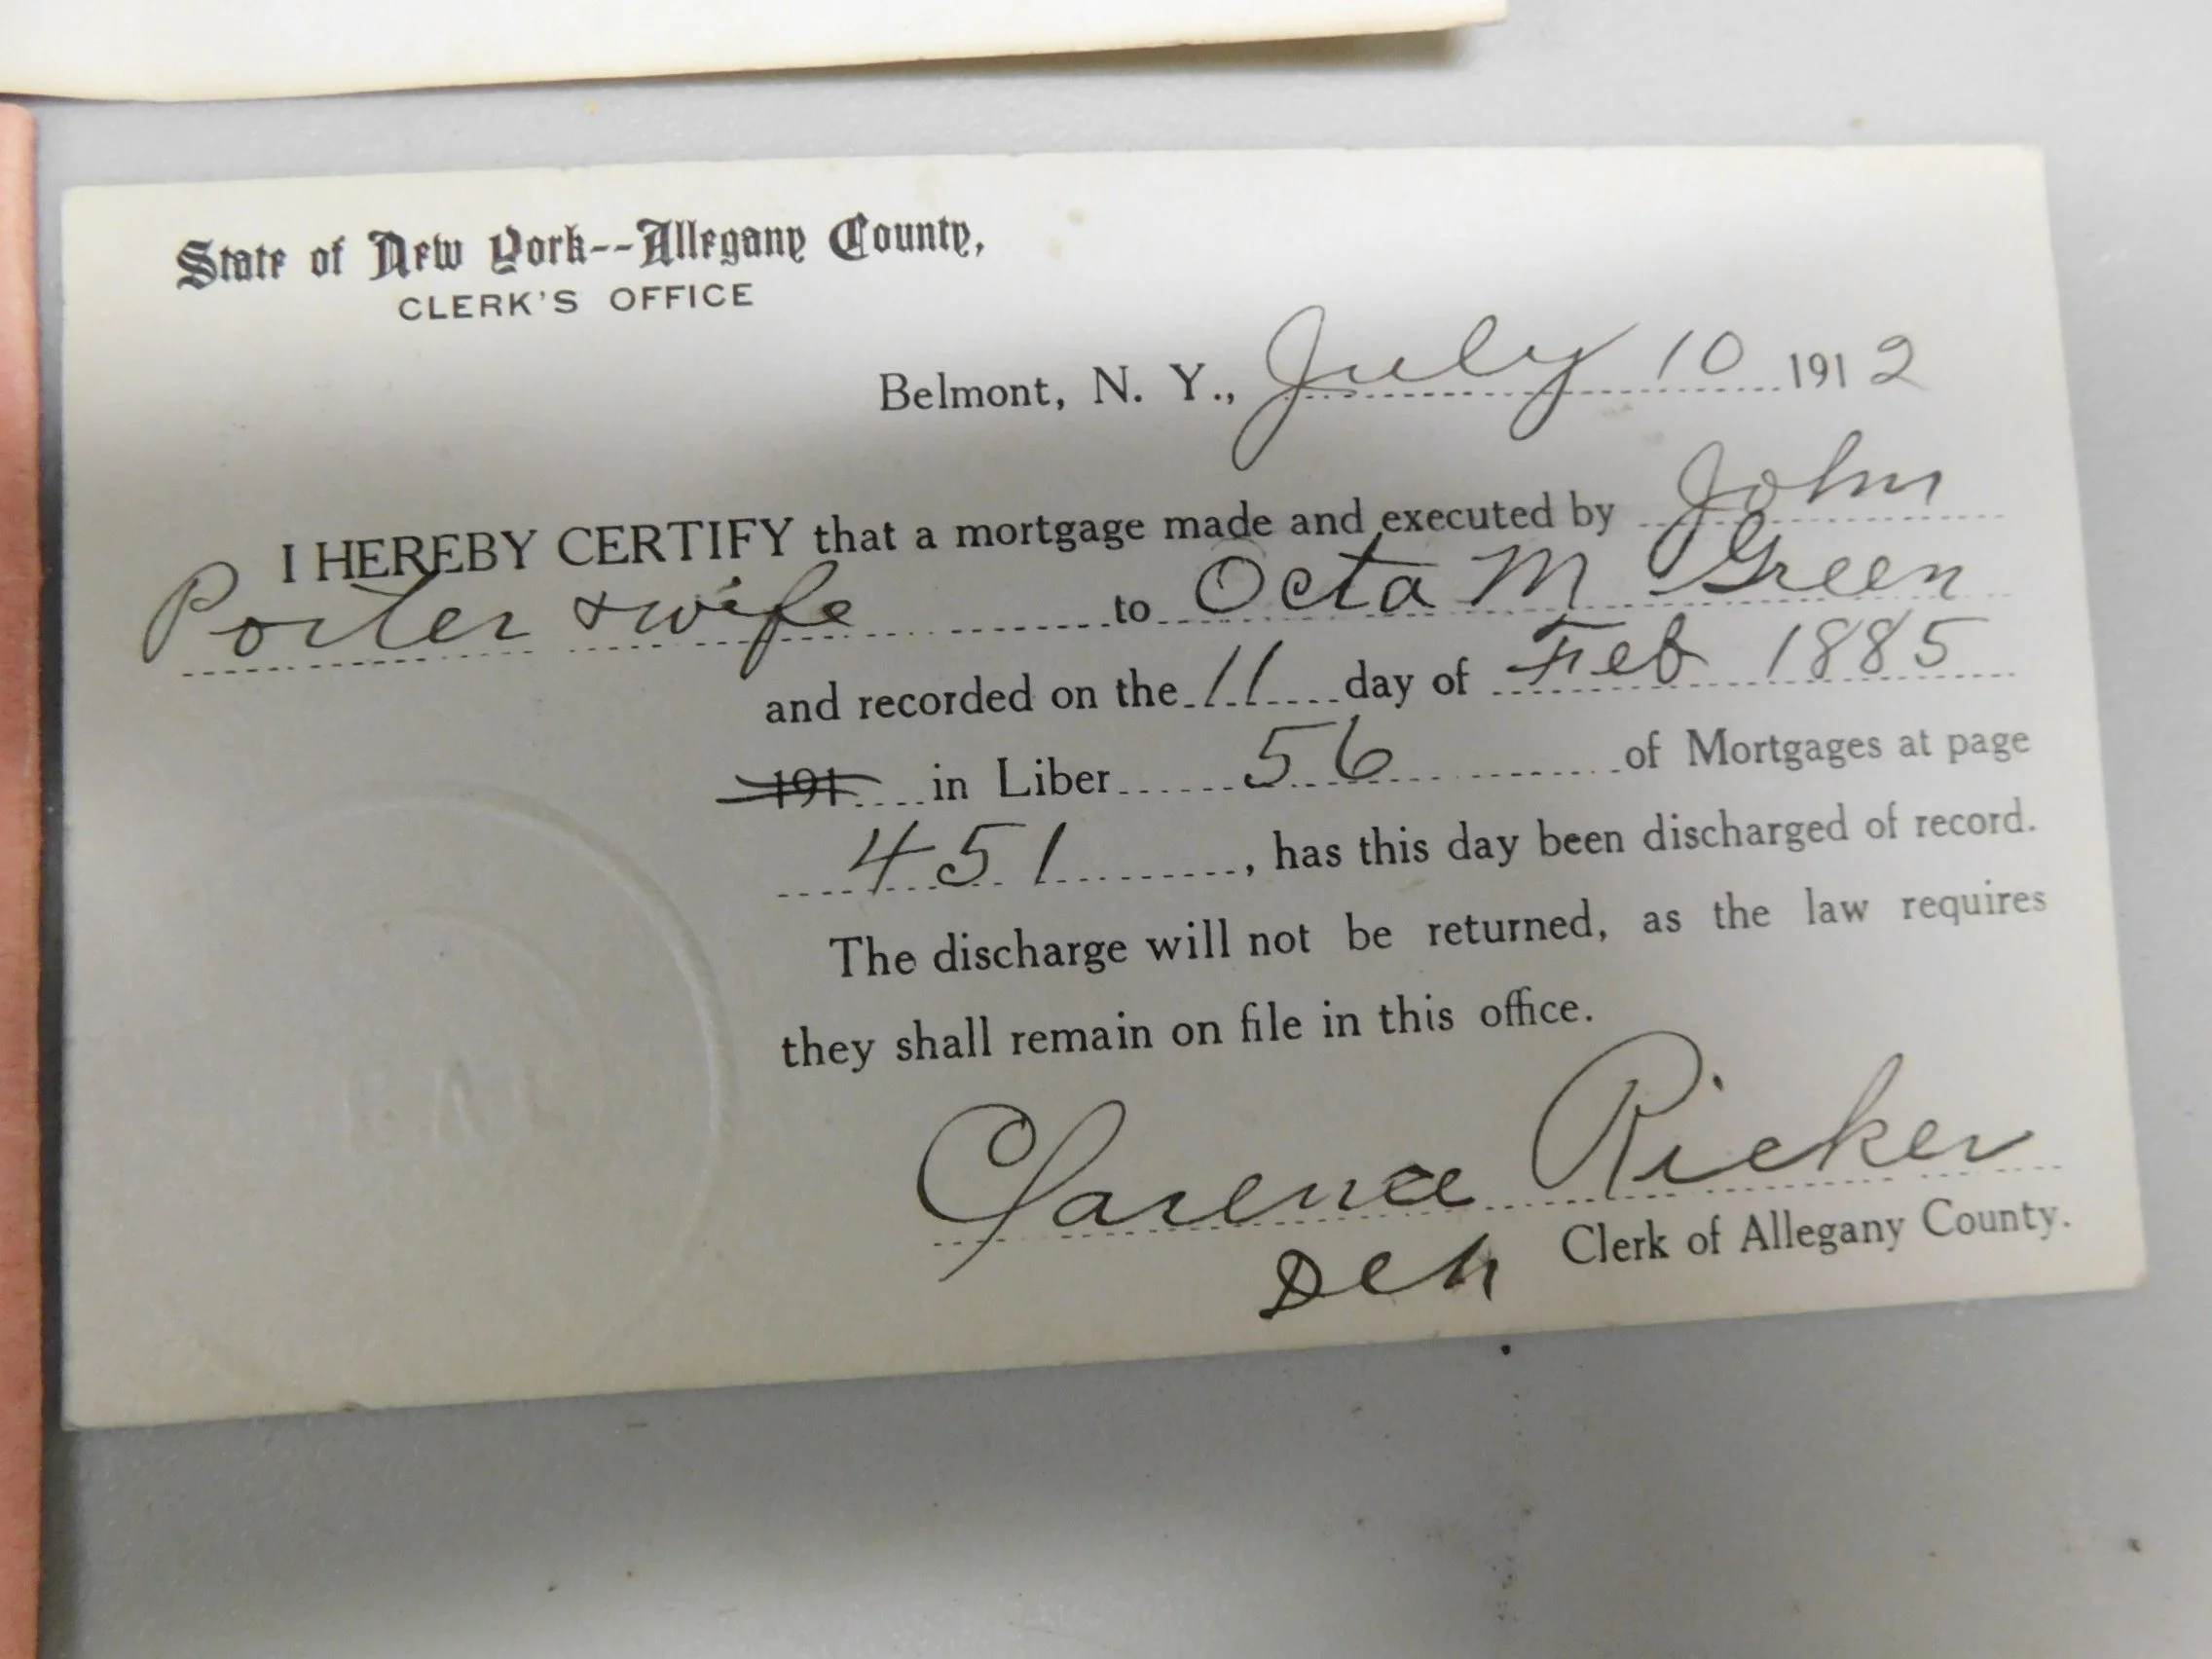 State of New York--Allegany County,
CLERK'S OFFICE
Belmont, N. Y., July 10 1912
I HEREBY CERTIFY that a mortgage made and executed by John
Porter & wife to Octa M Green
and recorded on the 11 day of Feb 1885
191 in Liber 56 of Mortgages at page
451, has this day been discharged of record.
The discharge will not be returned, as the law requires
they shall remain on file in this office.
Clarence Ricker
Clerk of Allegany County.